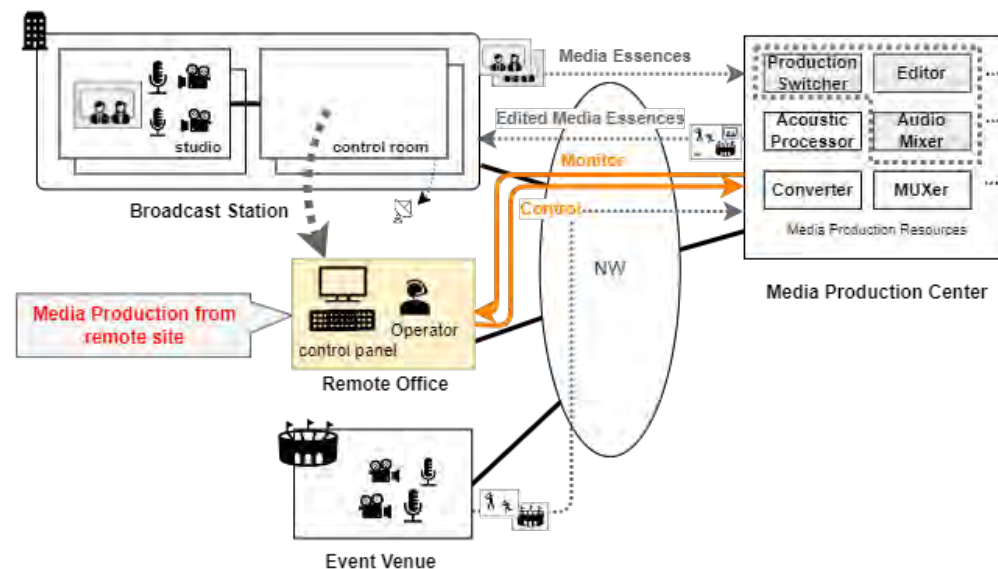 Media Essences
Edited Media Essences
Monitor
Control
studio
control room
Broadcast Station
NW
Production
Switcher
Editor
Acoustic
Processor
Audio
Mixer
Converter
MUXer
Media Production Resources
Media Production Center
Media Production from
remote site
Operator
control panel
Remote Office
Event Venue